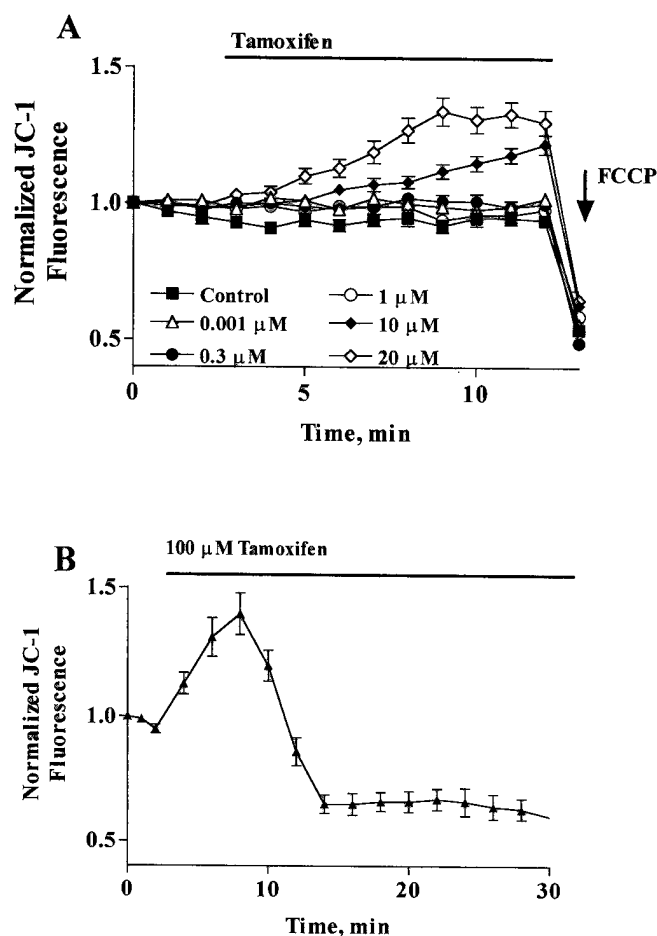 A
Tamoxifen
1.5
1.0
0.5
Normalized JC-1
Fluorescence
FCCP
Control
0.001 µM
0.3 µM
1 µM
10 µM
20 µM
0
5
10
Time, min
B
100 µM Tamoxifen
1.5
1.0
0.5
Normalized JC-1
Fluorescence
0
10
20
30
Time, min